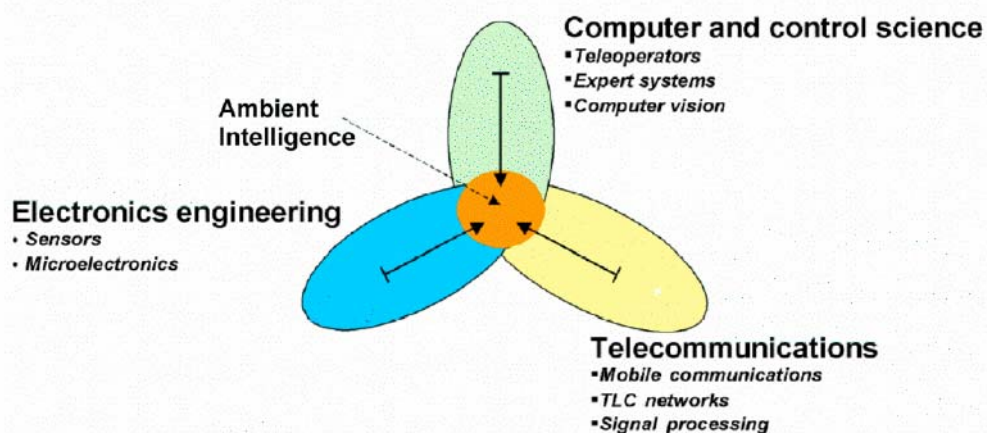 Computer and control science
▪Teleoperators
▪Expert systems
▪Computer vision
Ambient
Intelligence
Electronics engineering
• Sensors
• Microelectronics
Telecommunications
▪Mobile communications
▪TLC networks
▪Signal processing